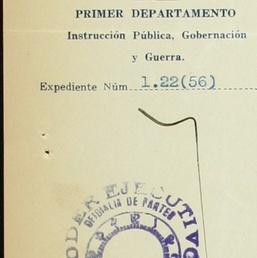 PRIMER DEPARTAMENTO
Instrucción Pública, Gobernación
y Guerra.
Expediente Núm 1.22(56)
PODER EJECUTIVO
OFICIALIA DE PARTES